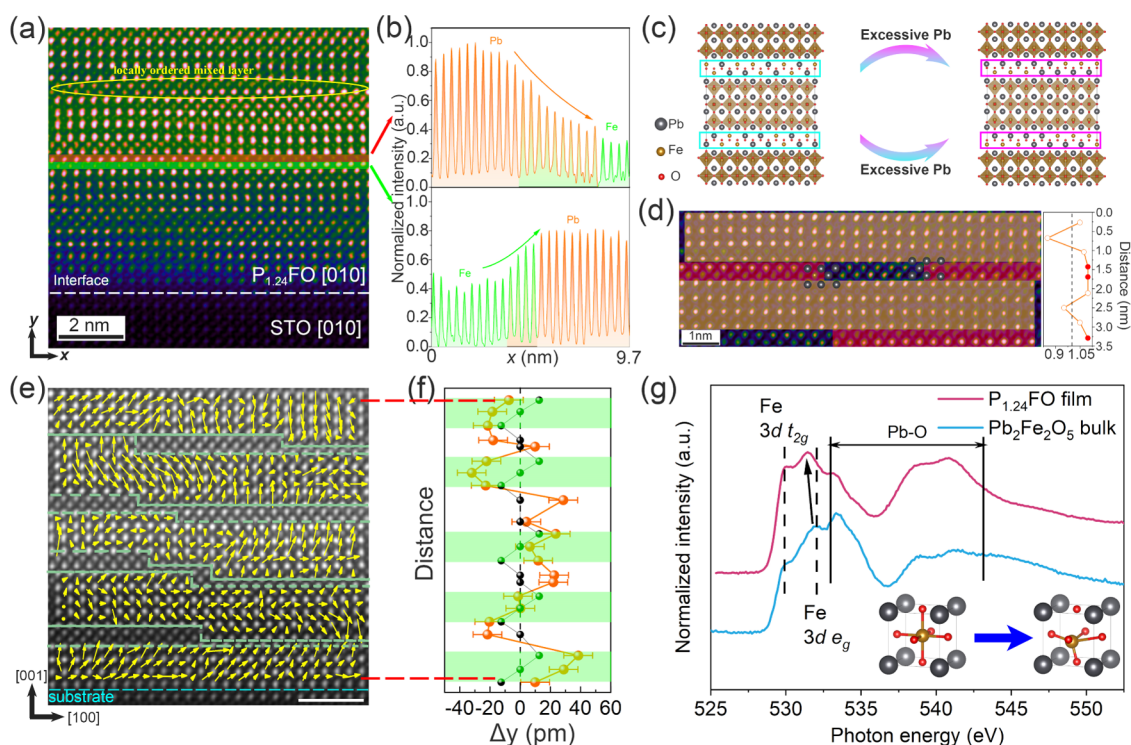 (a)
locally ordered mixed layer
P1.24FO [010]
Interface
STO [010]
2 nm
y
x
(b)
Normalized intensity (a.u.)
1.0
0.8
0.6
0.4
0.2
0.0
Pb
Fe
1.0
0.8
0.6
0.4
0.2
0.0
Fe
Pb
0
x (nm)
9.7
(c)
Excessive Pb
Excessive Pb
Pb
Fe
O
(d)
1nm
0.0
0.5
1.0
1.5
2.0
2.5
3.0
3.5
Distance (nm)
0.9 1.05
(e)
[001]
substrate
[100]
(f)
Distance
-40 -20 0 20 40 60
Δy (pm)
(g)
Normalized intensity (a.u.)
Fe
3d t2g
Pb-O
P1.24FO film
Pb2Fe2O5 bulk
Fe
3d eg
525 530 535 540 545 550
Photon energy (eV)